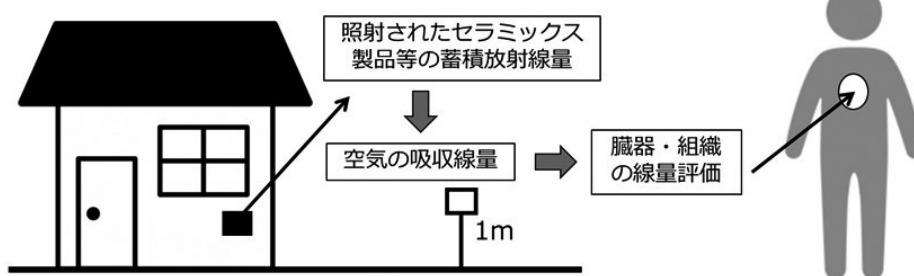 照射されたセラミックス
製品等の蓄積放射線量
空気の吸収線量
臓器・組織
の線量評価
1m